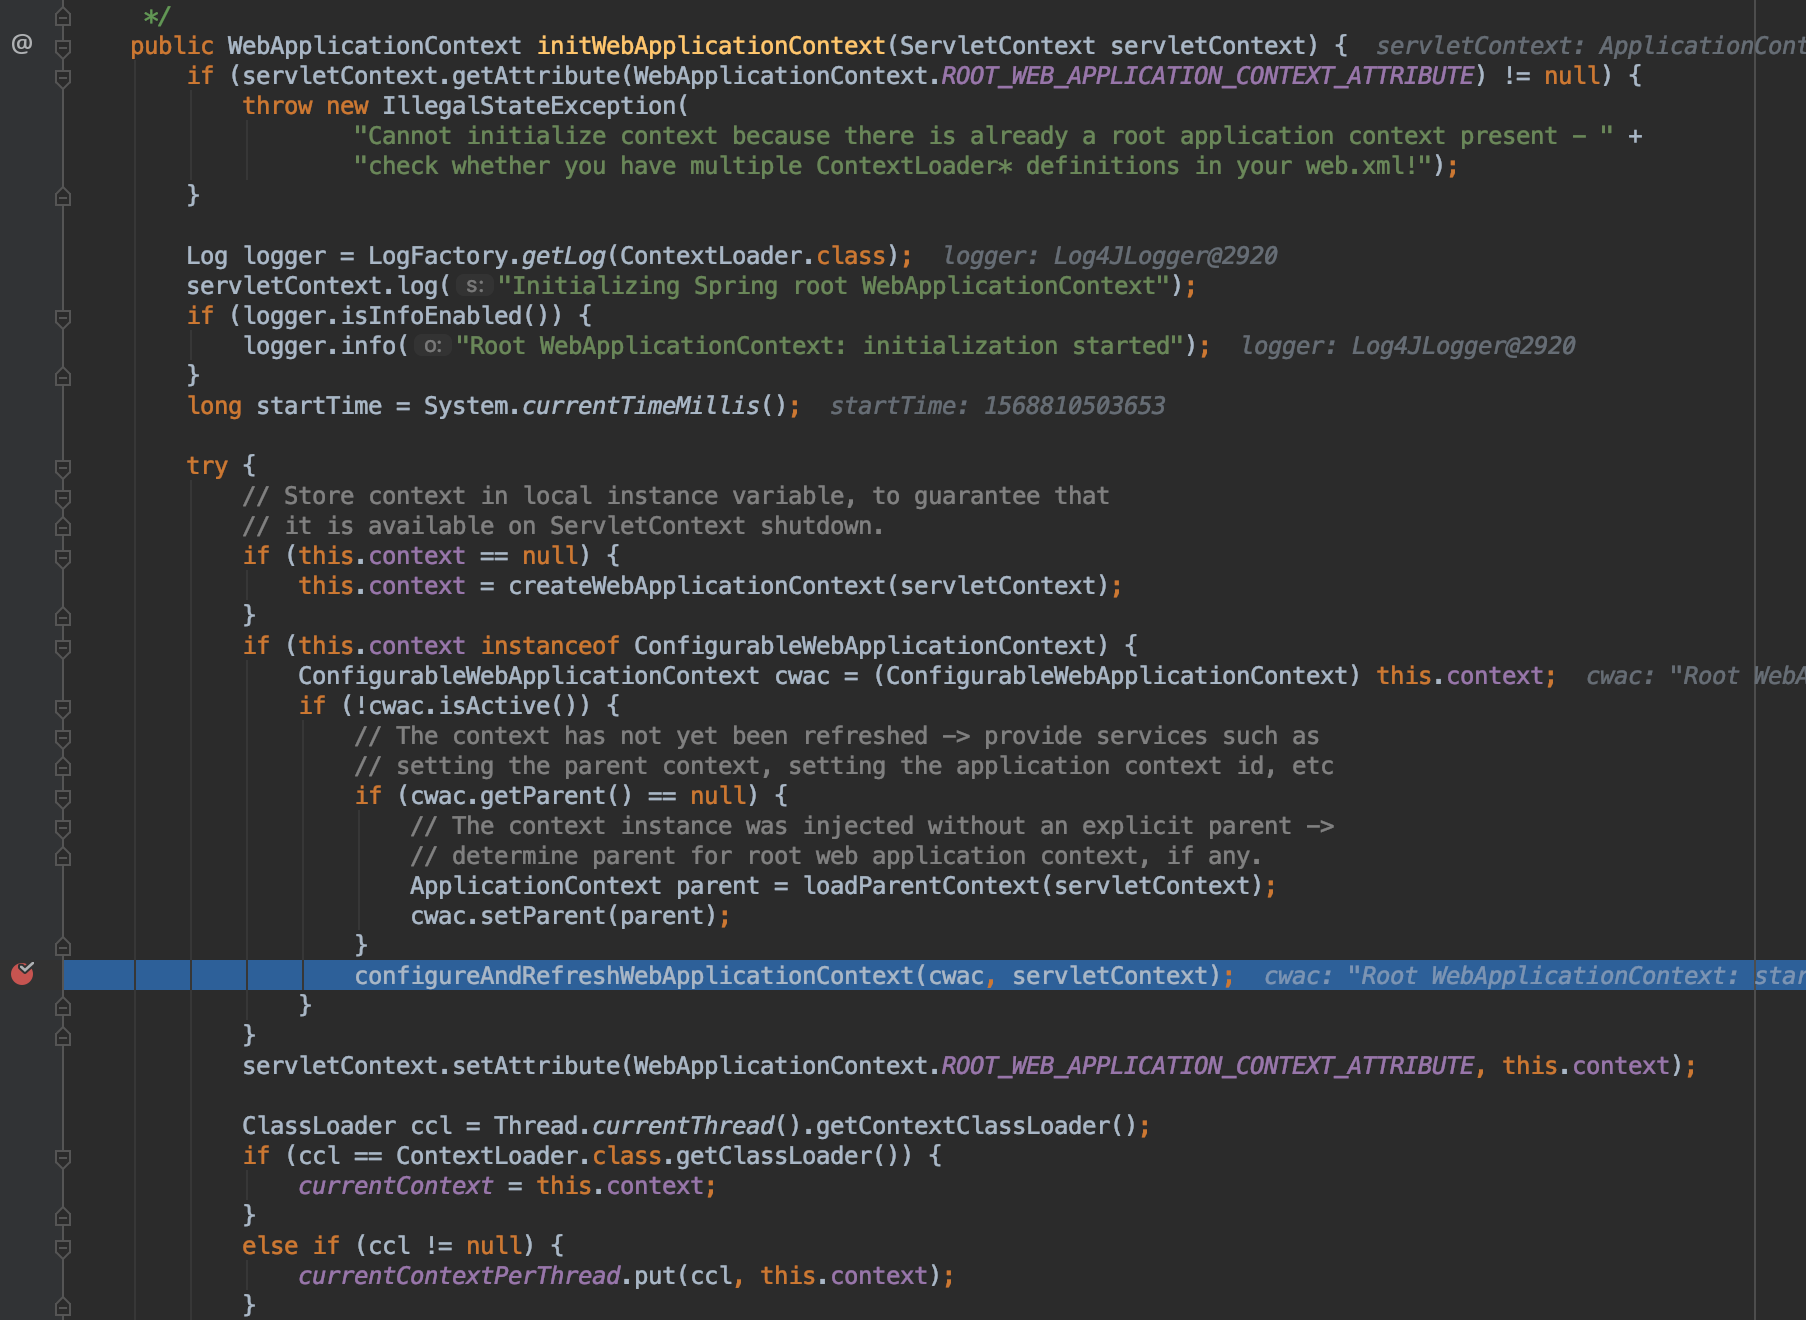 */
@
public WebApplicationContext initWebApplicationContext(ServletContext servletContext) { servletContext: ApplicationCont
if (servletContext.getAttribute(WebApplicationContext.ROOT_WEB_APPLICATION_CONTEXT_ATTRIBUTE) != null) {
throw new IllegalStateException(
"Cannot initialize context because there is already a root application context present - " +
"check whether you have multiple ContextLoader* definitions in your web.xml!");
}
Log logger = LogFactory.getLog(ContextLoader.class); logger: Log4JLogger@2920
servletContext.log( s: "Initializing Spring root WebApplicationContext");
if (logger.isInfoEnabled()) {
logger.info( o: "Root WebApplicationContext: initialization started"); logger: Log4JLogger@2920
}
long startTime = System.currentTimeMillis(); startTime: 1568810503653
try {
// Store context in local instance variable, to guarantee that
// it is available on ServletContext shutdown.
if (this.context == null) {
this.context = createWebApplicationContext(servletContext);
}
if (this.context instanceof ConfigurableWebApplicationContext) {
ConfigurableWebApplicationContext cwac = (ConfigurableWebApplicationContext) this.context; cwac: "Root WebA
if (!cwac.isActive()) {
// The context has not yet been refreshed -> provide services such as
// setting the parent context, setting the application context id, etc
if (cwac.getParent() == null) {
// The context instance was injected without an explicit parent ->
// determine parent for root web application context, if any.
ApplicationContext parent = loadParentContext(servletContext);
cwac.setParent(parent);
}
configureAndRefreshWebApplicationContext(cwac, servletContext); cwac: "Root WebApplicationContext: star
}
}
servletContext.setAttribute(WebApplicationContext.ROOT_WEB_APPLICATION_CONTEXT_ATTRIBUTE, this.context);
ClassLoader ccl = Thread.currentThread().getContextClassLoader();
if (ccl == ContextLoader.class.getClassLoader()) {
currentContext = this.context;
}
else if (ccl != null) {
currentContextPerThread.put(ccl, this.context);
}